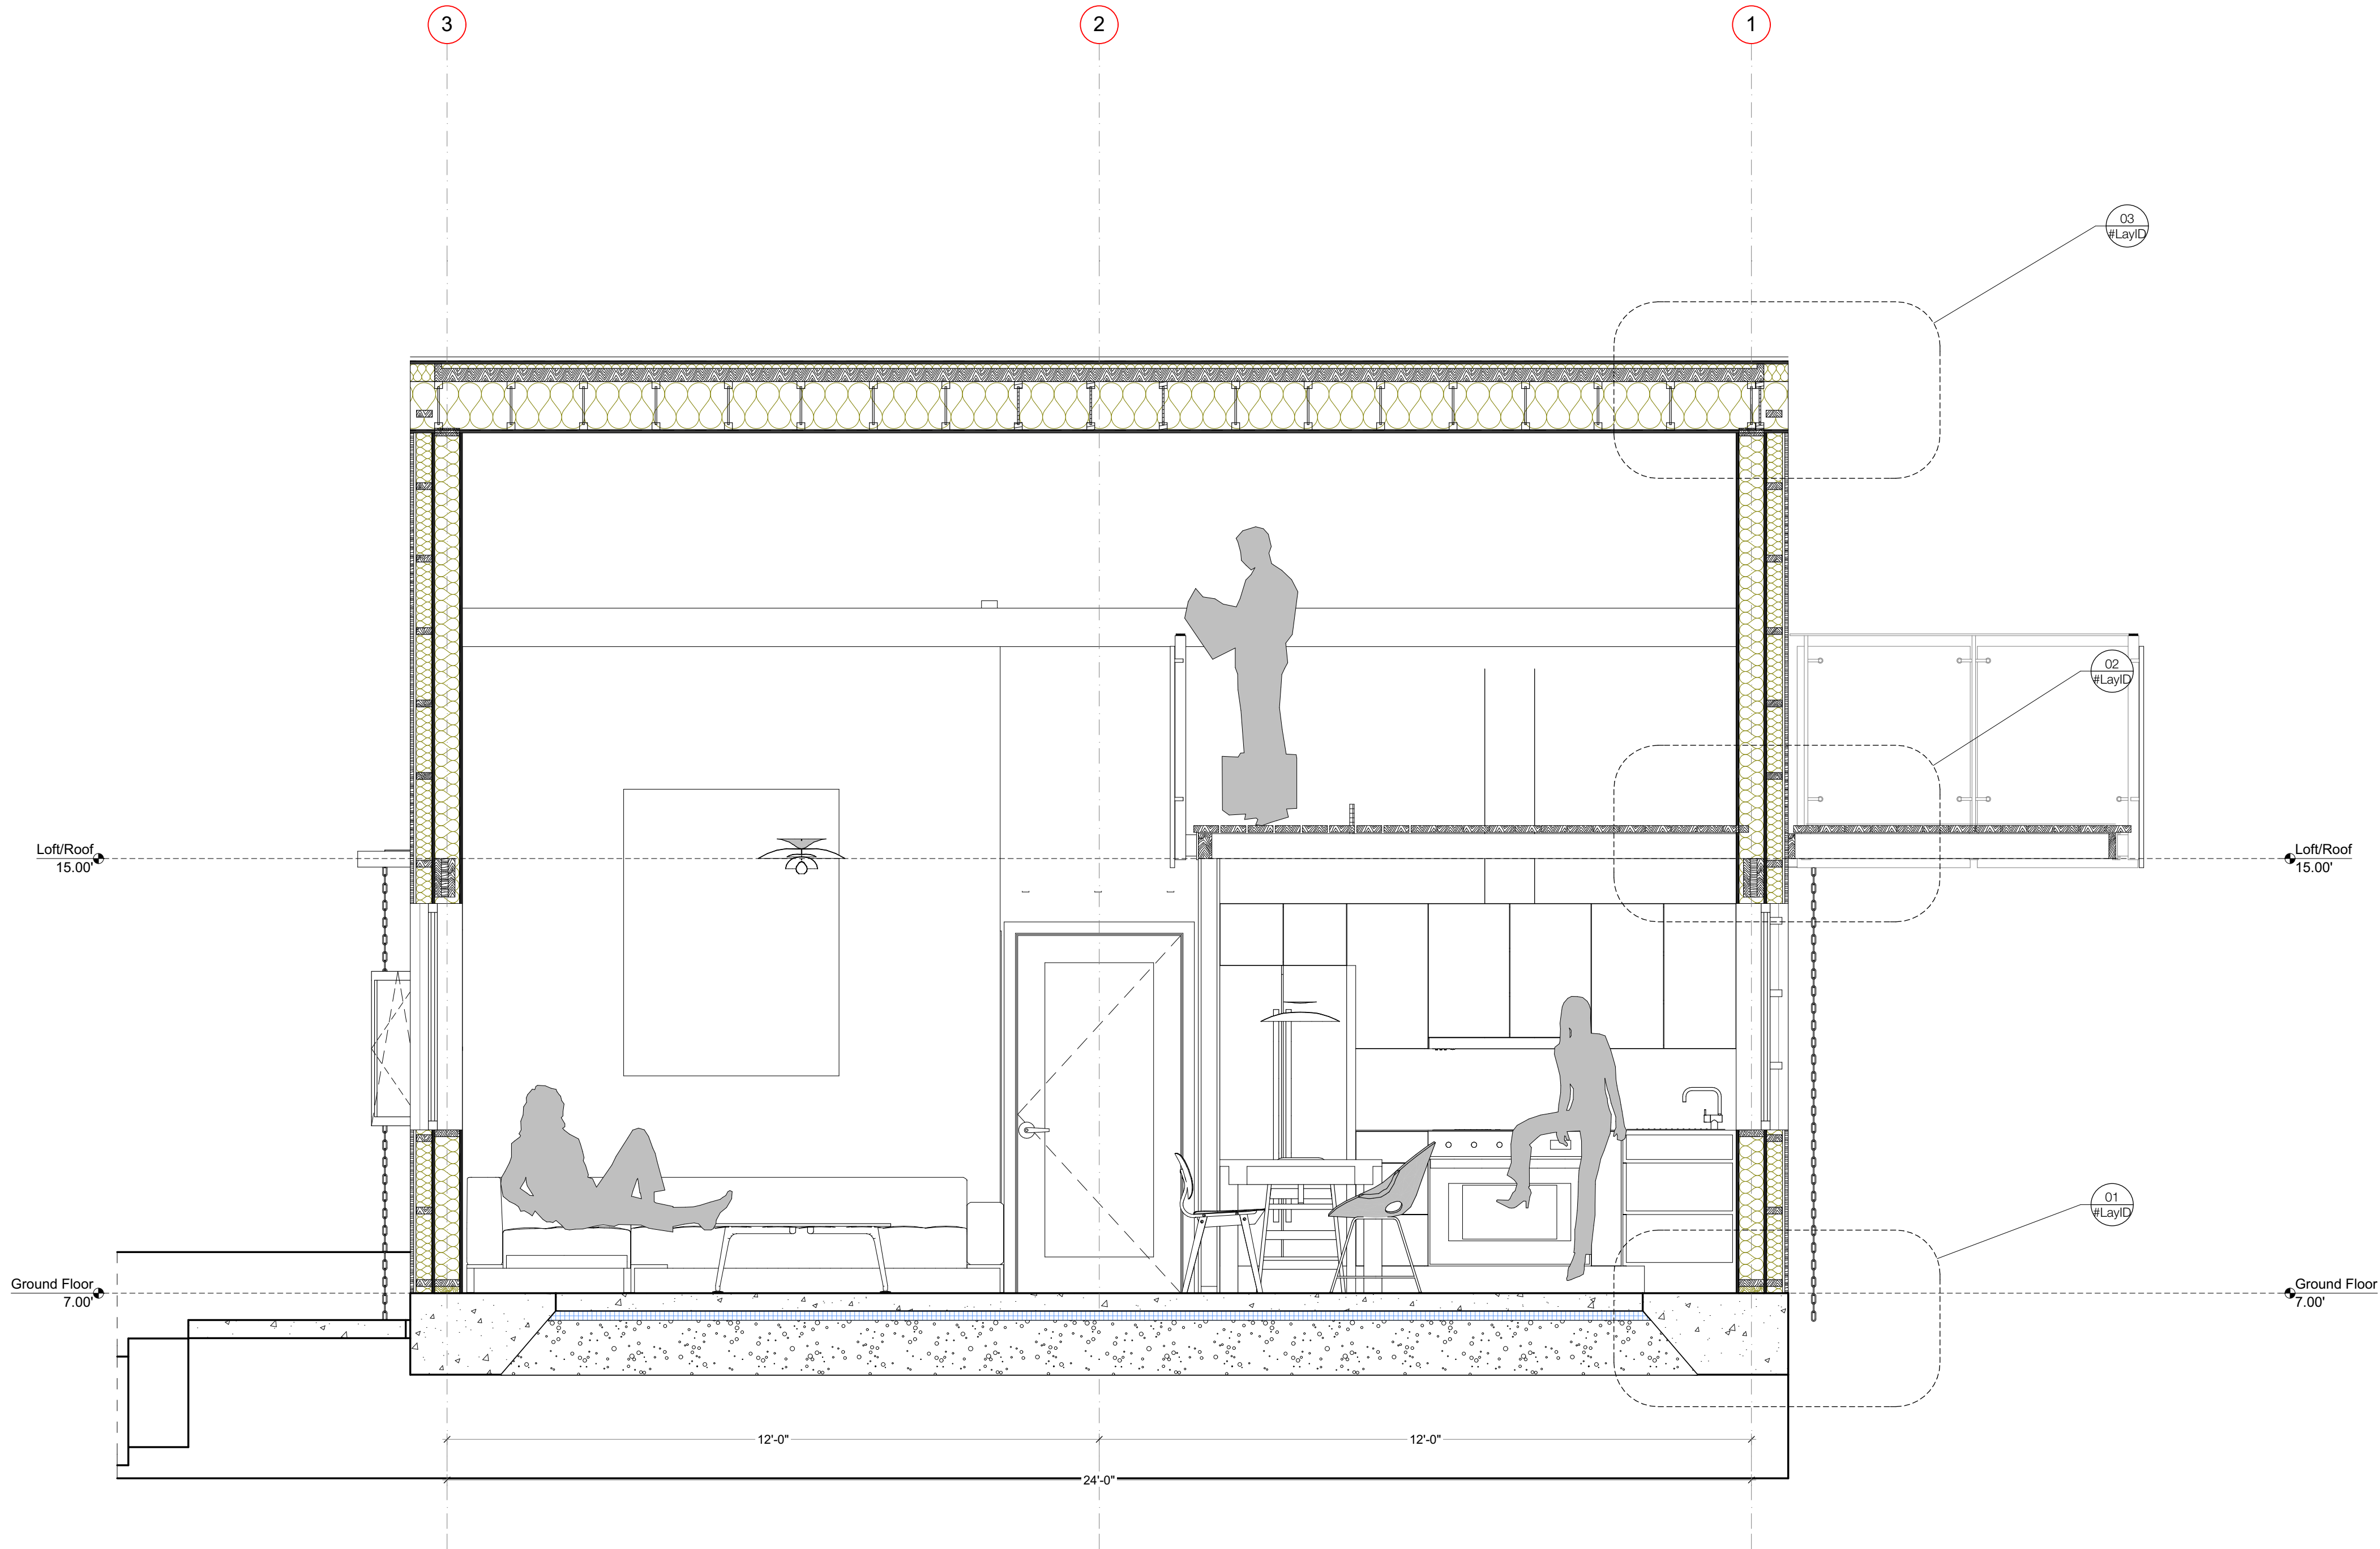 3
2
1
03
#LayID
02
#LayID
Loft/Roof
15.00'
Loft/Roof
15.00'
01
#LayID
Ground Floor
7.00'
Ground Floor
7.00'
12'-0"
12'-0"
24'-0"